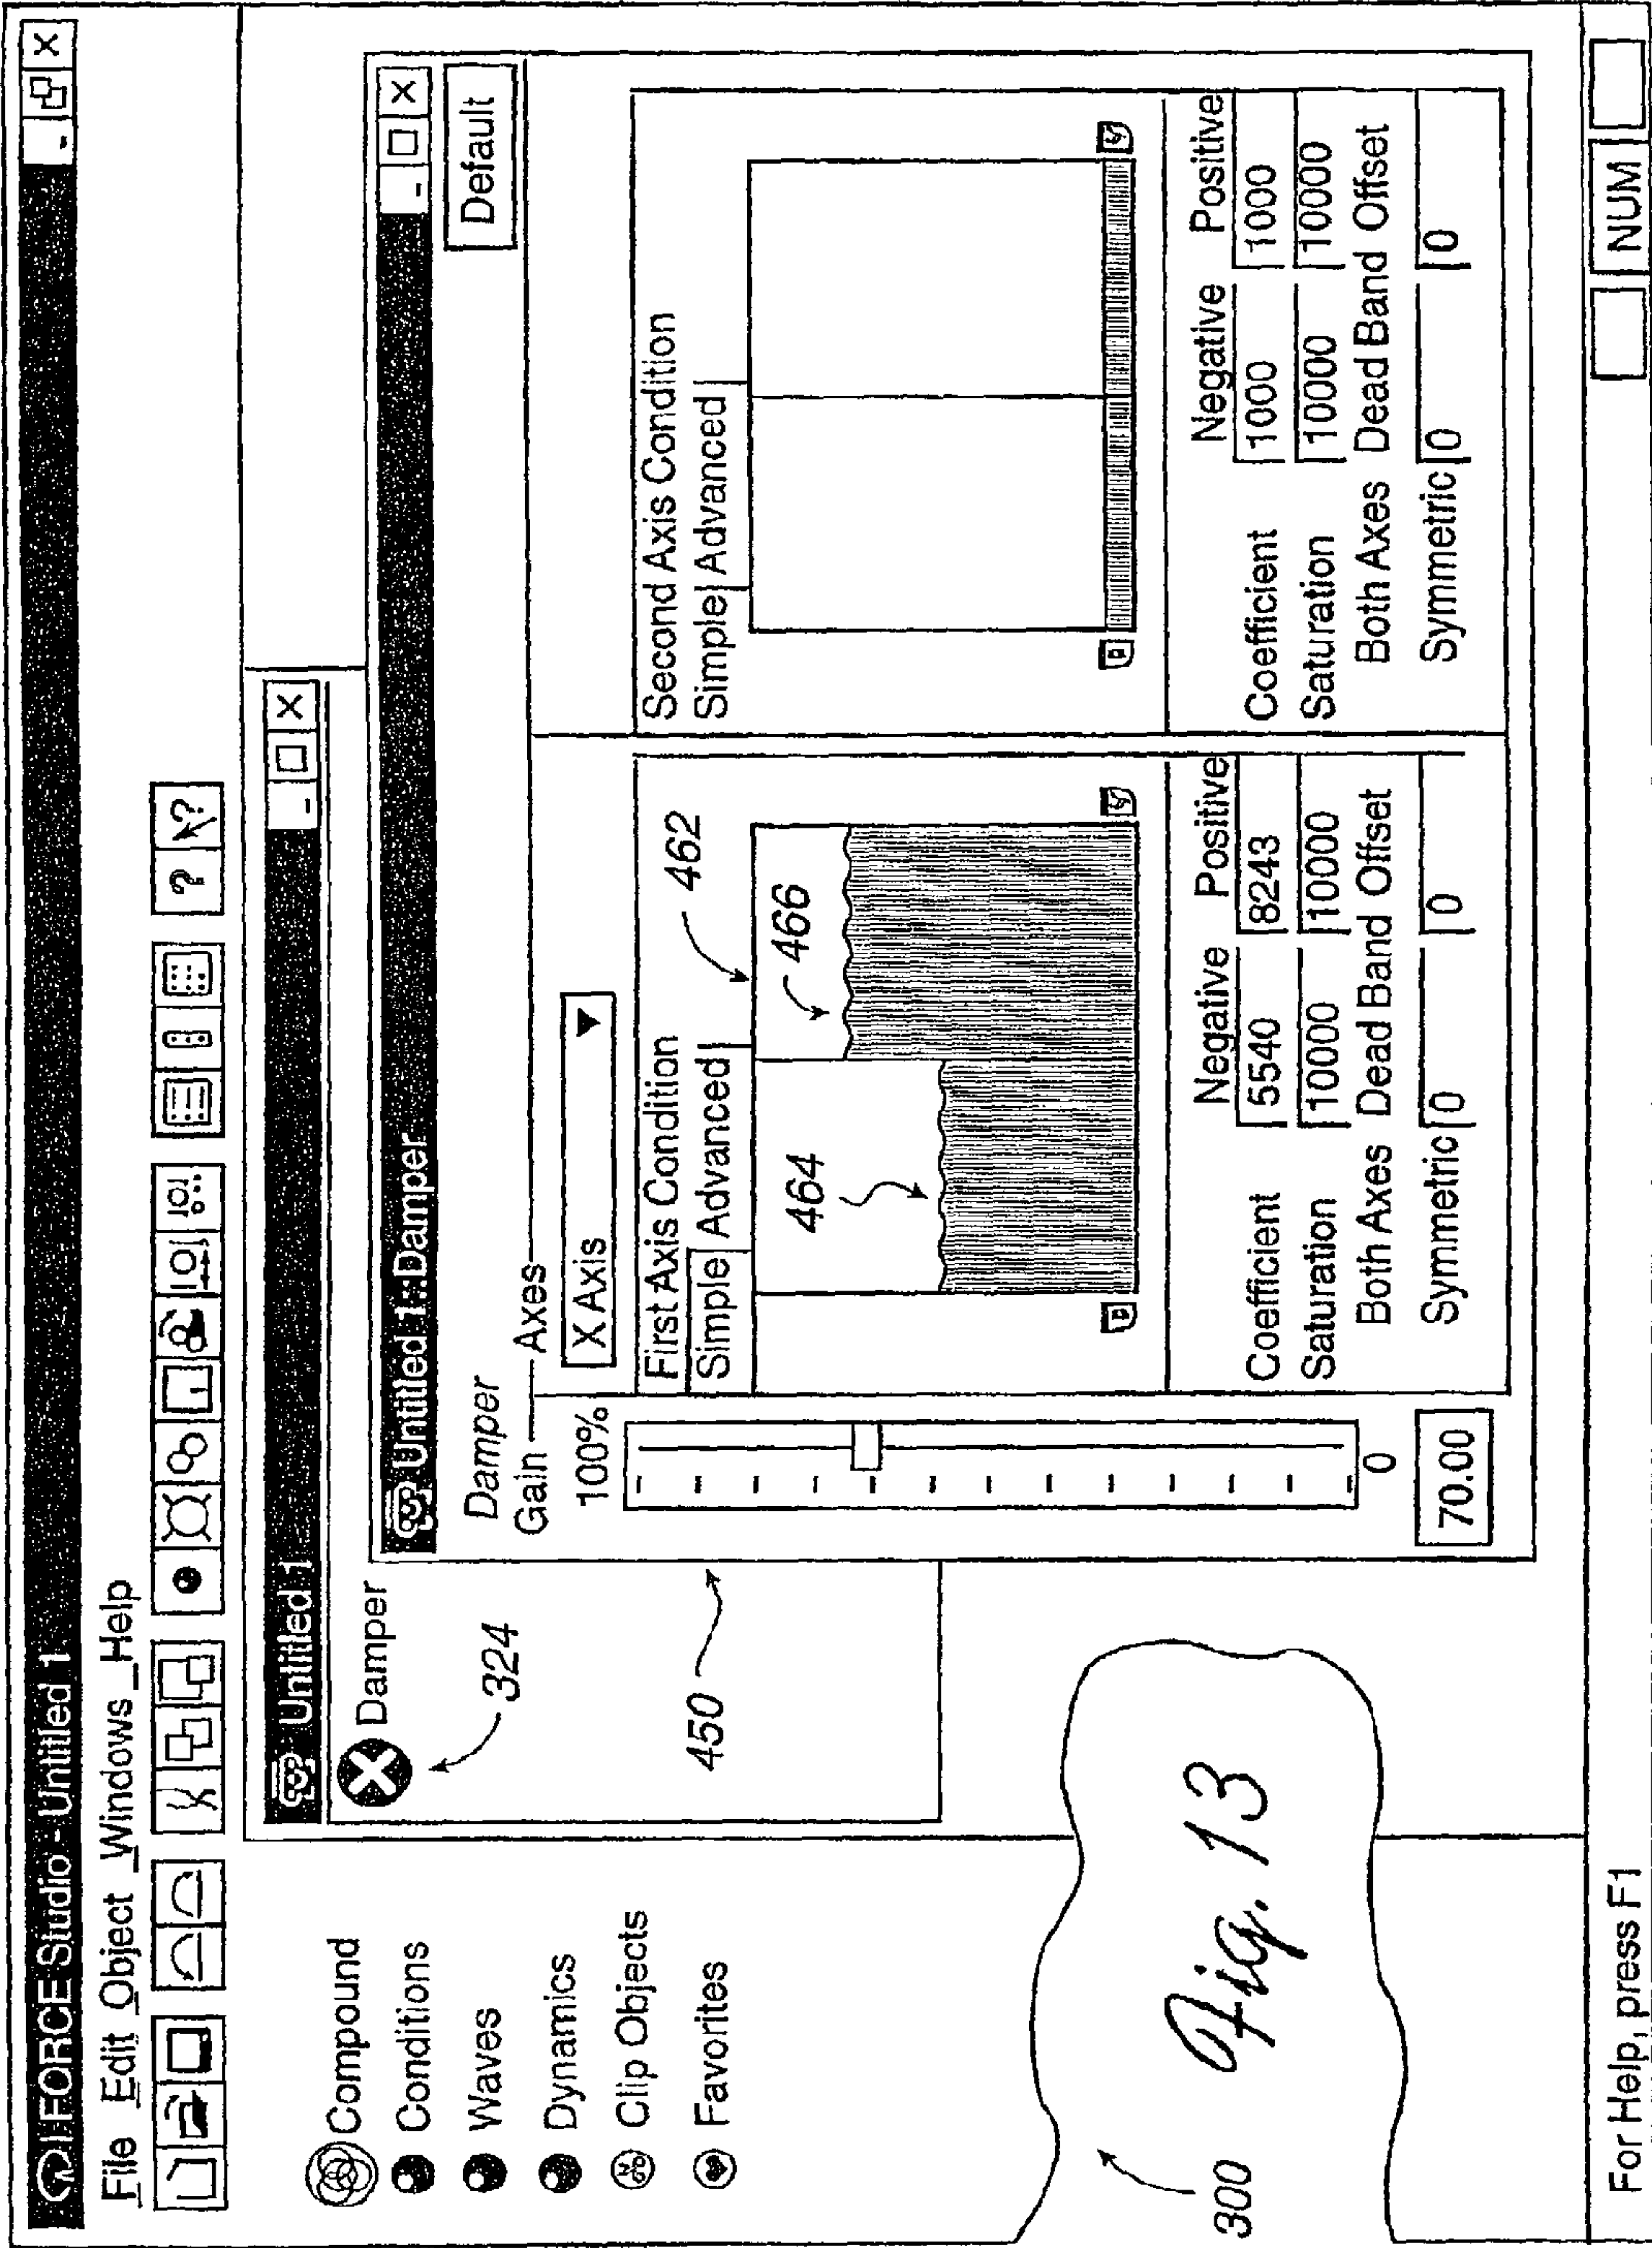 I-FORCE Studio - Untitled 1
File Edit Object Windows Help
? ?
Compound
Conditions
Waves
Dynamics
Clip Objects
Favorites
Untitled 1
Damper
324
450
Untitled 1::Damper
Default
Damper
Gain
100%
0
70.00
Axes
X Axis
First Axis Condition
Simple Advanced
462
464
466
Negative Positive
Coefficient 5540 8243
Saturation 10000 10000
Both Axes Dead Band Offset
Symmetric 0 0
Second Axis Condition
Simple Advanced
Negative Positive
Coefficient 1000 1000
Saturation 10000 10000
Both Axes Dead Band Offset
Symmetric 0 0
300
Fig. 13
For Help, press F1
NUM